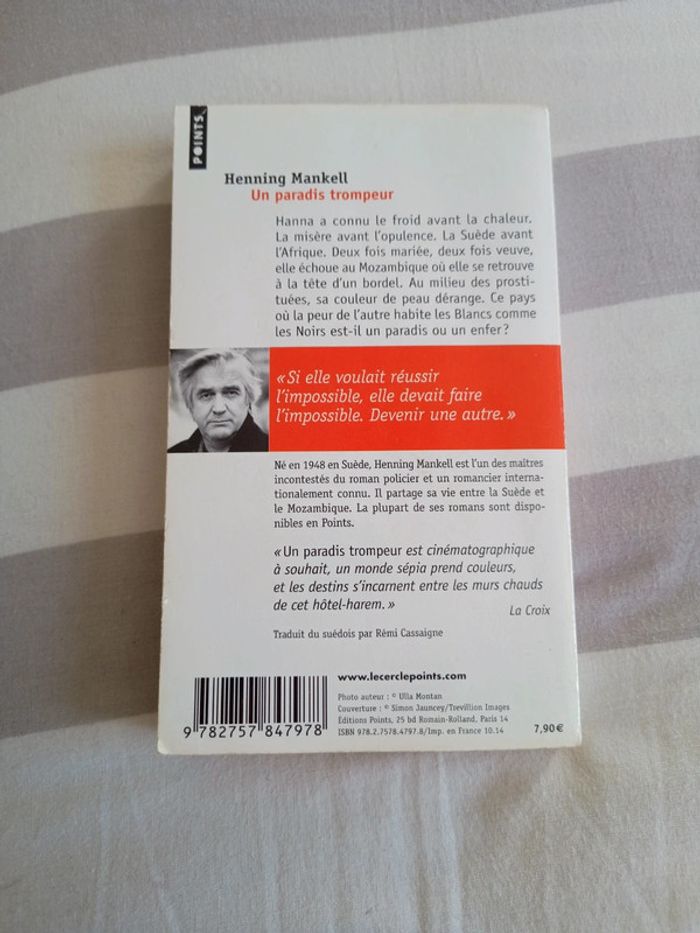 POINTS
Henning Mankell
Un paradis trompeur
Hanna a connu le froid avant la chaleur.
La misère avant l'opulence. La Suède avant
l'Afrique. Deux fois mariée, deux fois veuve,
elle échoue au Mozambique où elle se retrouve
à la tête d'un bordel. Au milieu des prosti-
tuées, sa couleur de peau dérange. Ce pays
où la peur de l'autre habite les Blancs comme
les Noirs est-il un paradis ou un enfer ?
« Si elle voulait réussir
l'impossible, elle devait faire
l'impossible. Devenir une autre. »
Né en 1948 en Suède, Henning Mankell est l'un des maîtres
incontestés du roman policier et un romancier interna-
tionalement connu. Il partage sa vie entre la Suède et
le Mozambique. La plupart de ses romans sont dispo-
nibles en Points.
« Un paradis trompeur est cinématographique
à souhait, un monde sépia prend couleurs,
et les destins s'incarnent entre les murs chauds
de cet hôtel-harem. »
La Croix
Traduit du suédois par Rémi Cassaigne
www.lecerclepoints.com
Photo auteur : © Ulla Montan
Couverture : © Simon Jauncey/Trevillion Images
Éditions Points, 25 bd Romain-Rolland, Paris 14
ISBN 978.2.7578.4797.8/Imp. en France 10.14
7,90€
9 782757 847978